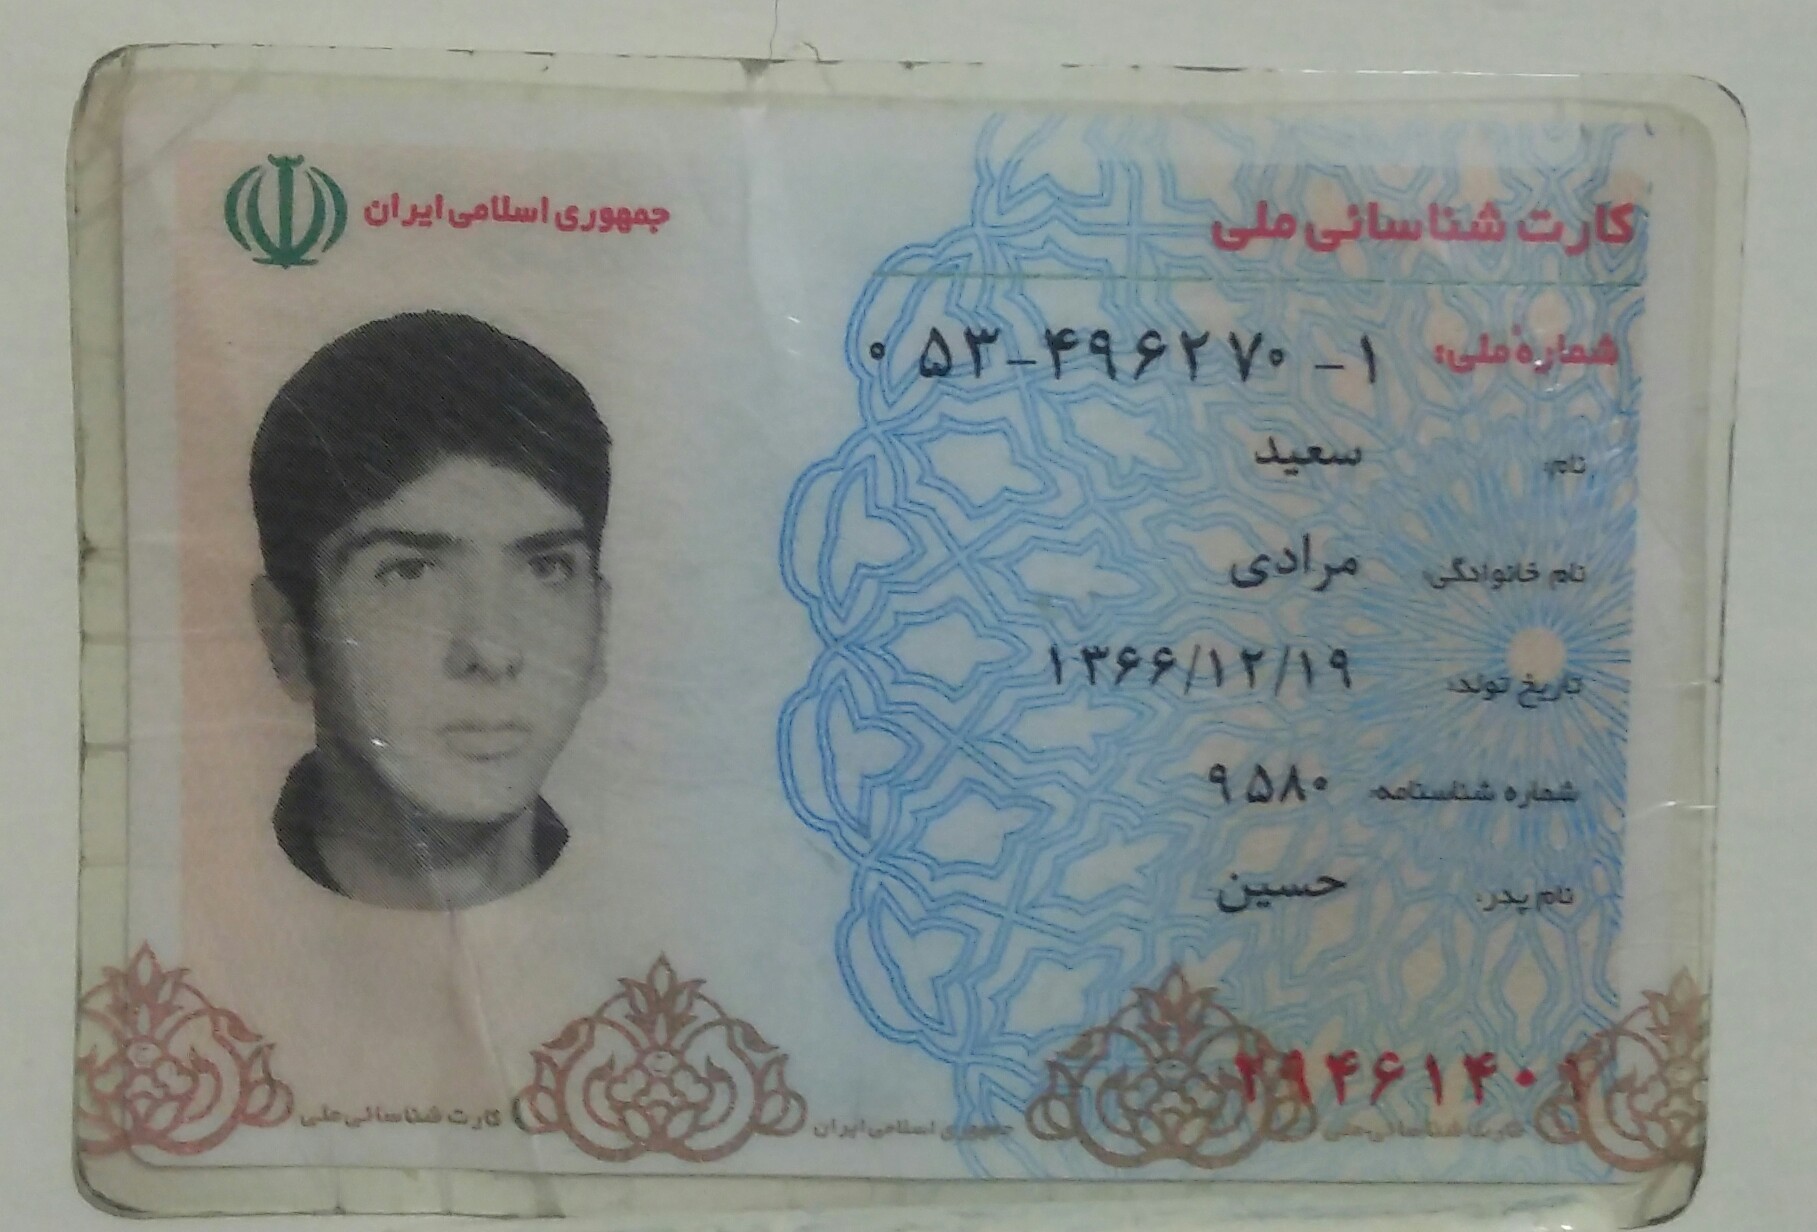 جمهوری اسلامی ایران
کارت شناسائی ملی
شمارهٔ ملی: ۰۵۳-۴۹۶۲۷۰-۱
نام: سعید
نام خانوادگی: مرادی
تاریخ تولد: ۱۳۶۶/۱۲/۱۹
شماره شناسنامه: ۹۵۸۰
نام پدر: حسین
۲۹۴۶۱۴۰۱
کارت شناسائی ملی جمهوری اسلامی ایران کارت شناسائی ملی